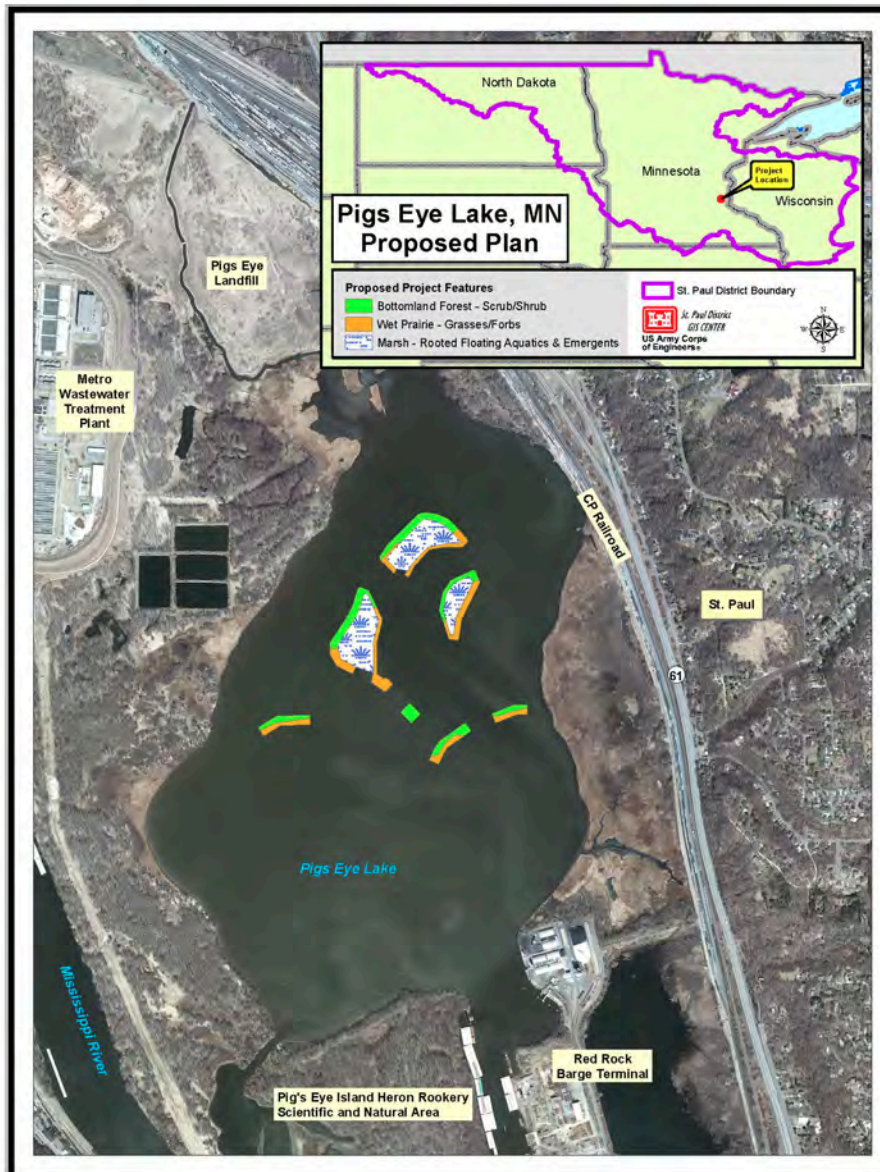 North Dakota
Minnesota
Project
Location
Wisconsin
Pigs Eye Lake, MN
Proposed Plan
Proposed Project Features
Bottomland Forest - Scrub/Shrub
Wet Prairie - Grasses/Forbs
Marsh - Rooted Floating Aquatics & Emergents
St. Paul District Boundary
St. Paul District
GIS CENTER
US Army Corps
of Engineers®
N
W
E
S
Pigs Eye
Landfill
Metro
Wastewater
Treatment
Plant
CP Railroad
St. Paul
61
Pigs Eye Lake
Mississippi River
Red Rock
Barge Terminal
Pig's Eye Island Heron Rookery
Scientific and Natural Area